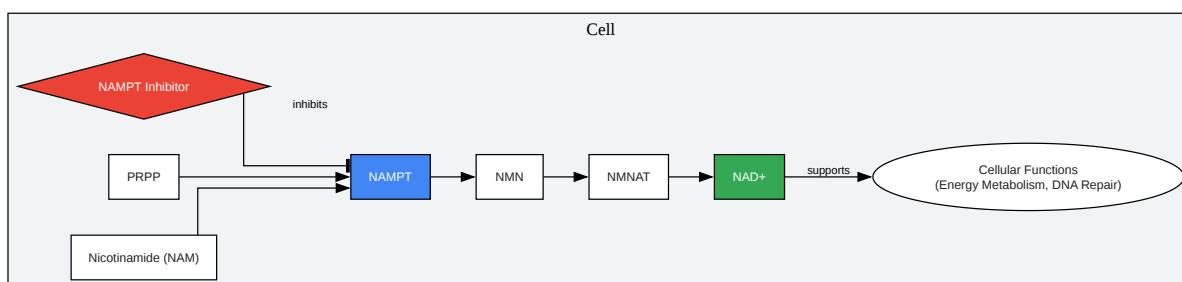 Cell
NAMPT Inhibitor
inhibits
PRPP
NAMPT
NMN
NMNAT
NAD+
supports
Cellular Functions
(Energy Metabolism, DNA Repair)
Nicotinamide (NAM)